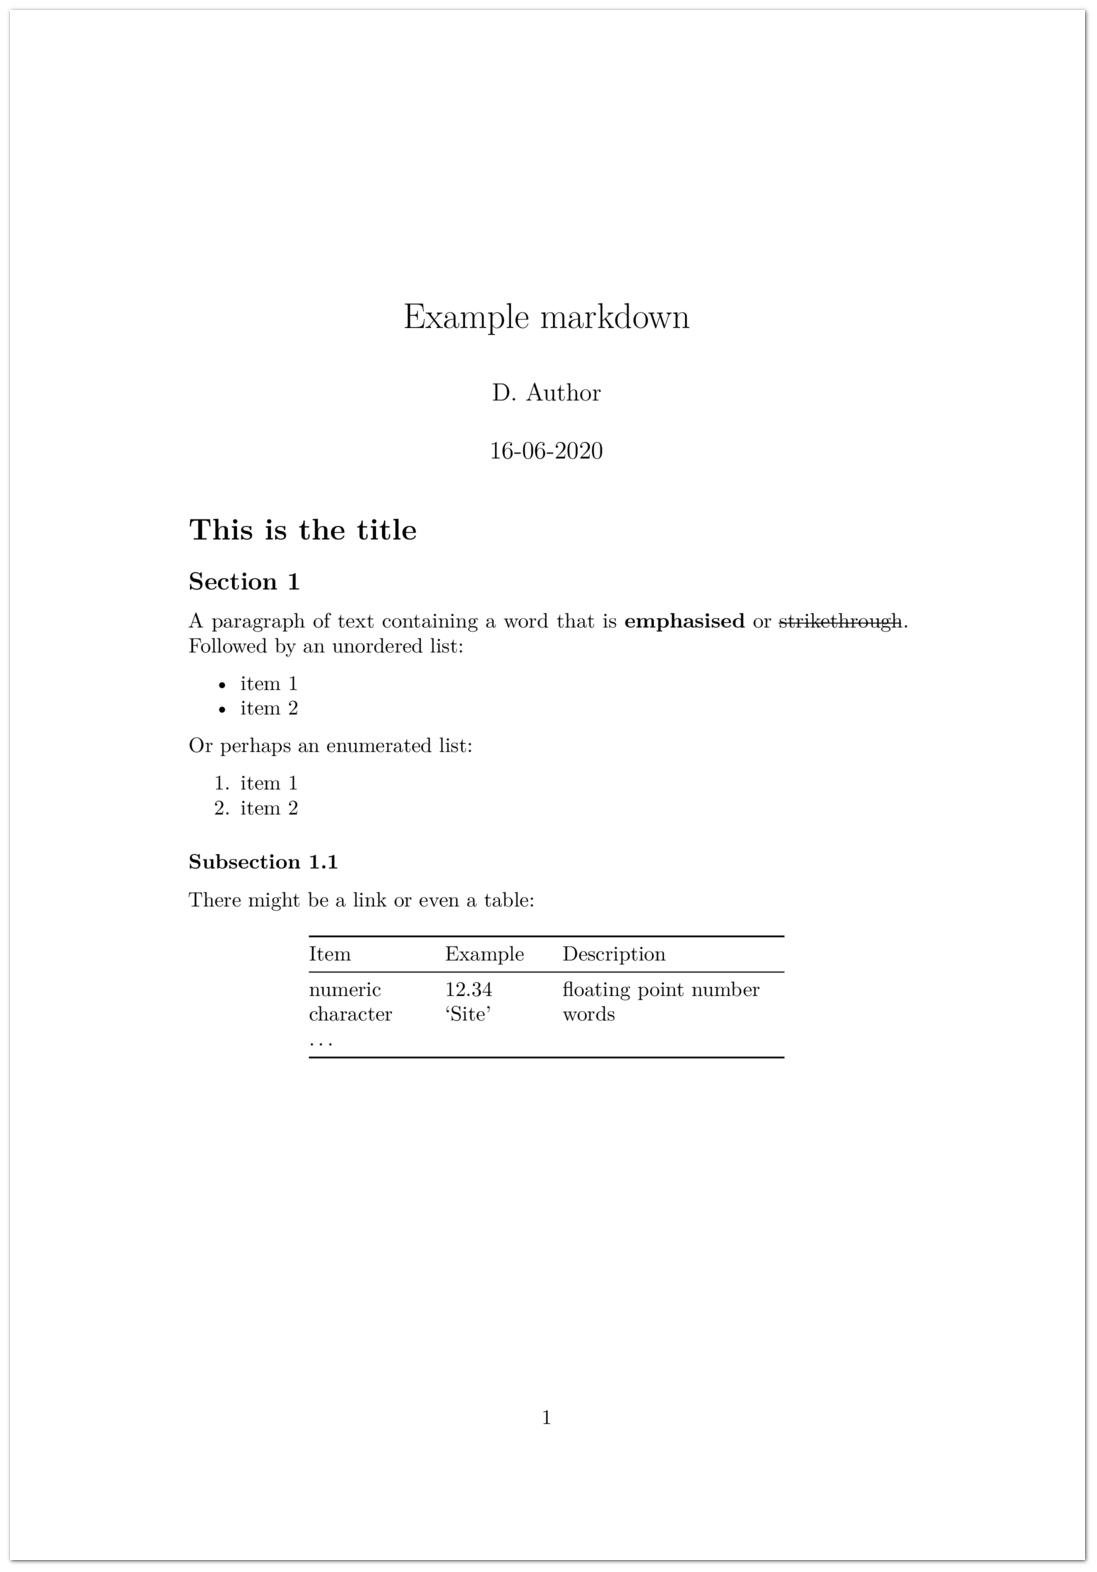 Example markdown
D. Author
16-06-2020
This is the title
Section 1
A paragraph of text containing a word that is emphasised or strikethrough.
Followed by an unordered list:
• item 1
• item 2
Or perhaps an enumerated list:
1. item 1
2. item 2
Subsection 1.1
There might be a link or even a table:
Item Example Description
numeric 12.34 floating point number
character ‘Site’ words
. . .
1